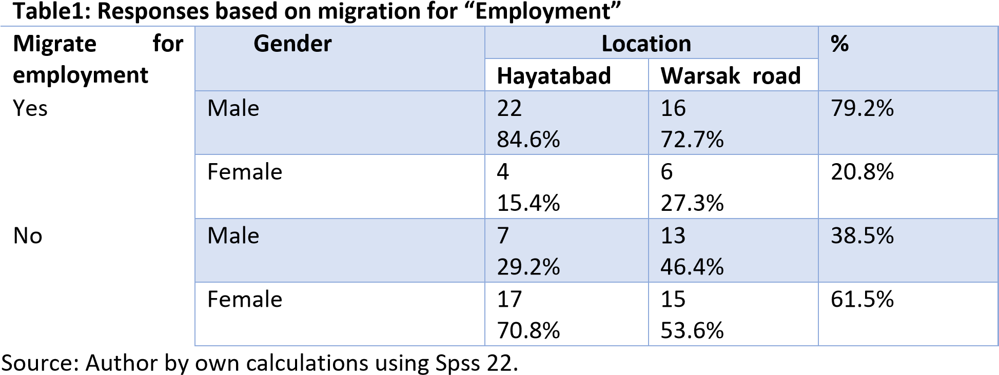 Table1: Responses based on migration for “Employment”
Migrate for employment Gender Location %
Hayatabad Warsak road
Yes Male 22 16 79.2%
84.6% 72.7%
Female 4 6 20.8%
15.4% 27.3%
No Male 7 13 38.5%
29.2% 46.4%
Female 17 15 61.5%
70.8% 53.6%
Source: Author by own calculations using Spss 22.